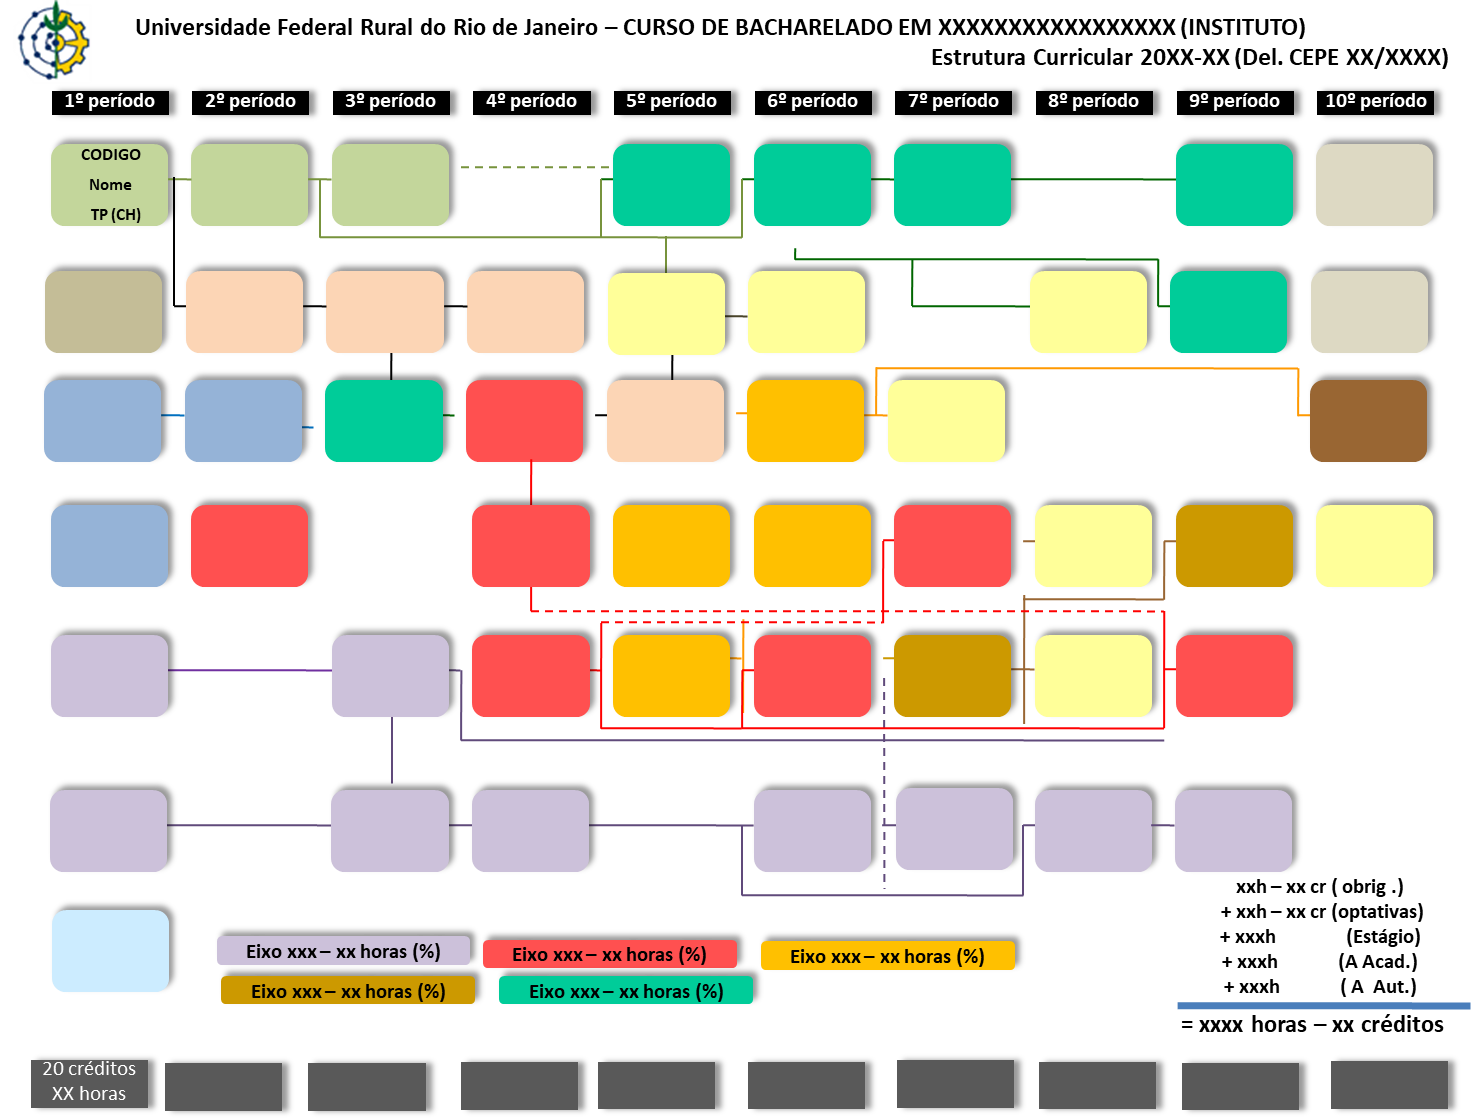 Universidade Federal Rural do Rio de Janeiro – CURSO DE BACHARELADO EM XXXXXXXXXXXXXXXXX (INSTITUTO)
Estrutura Curricular 20XX-XX (Del. CEPE XX/XXXX)
1º período 2º período 3º período 4º período 5º período 6º período 7º período 8º período 9º período 10º período
CODIGO
Nome
TP (CH)
xxh – xx cr ( obrig .)
+ xxh – xx cr (optativas)
+ xxxh (Estágio)
+ xxxh (A Acad.)
+ xxxh ( A Aut.)
= xxxx horas – xx créditos
Eixo xxx – xx horas (%) Eixo xxx – xx horas (%) Eixo xxx – xx horas (%)
Eixo xxx – xx horas (%) Eixo xxx – xx horas (%)
20 créditos
XX horas